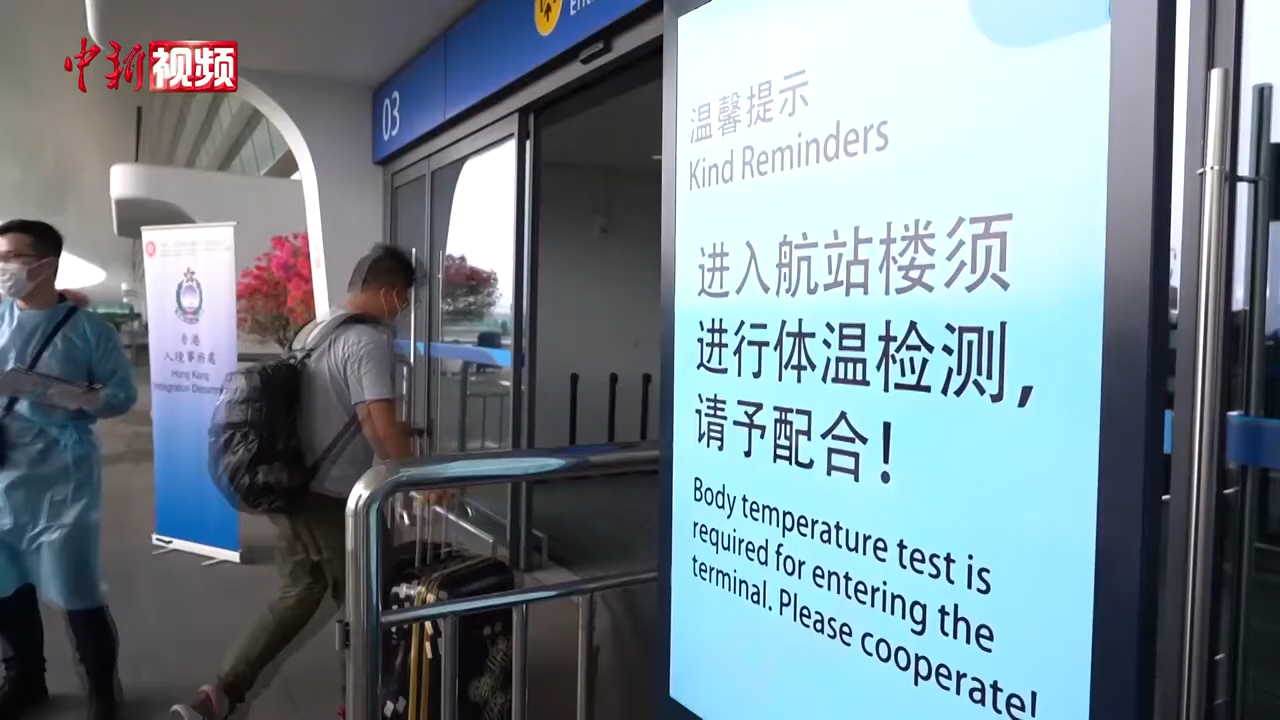 中新视频
03
温馨提示
Kind Reminders
进入航站楼须
进行体温检测，
请予配合！
Body temperature test is
required for entering the
terminal. Please cooperate!
香港
入境事務處
Hong Kong
Immigration Department